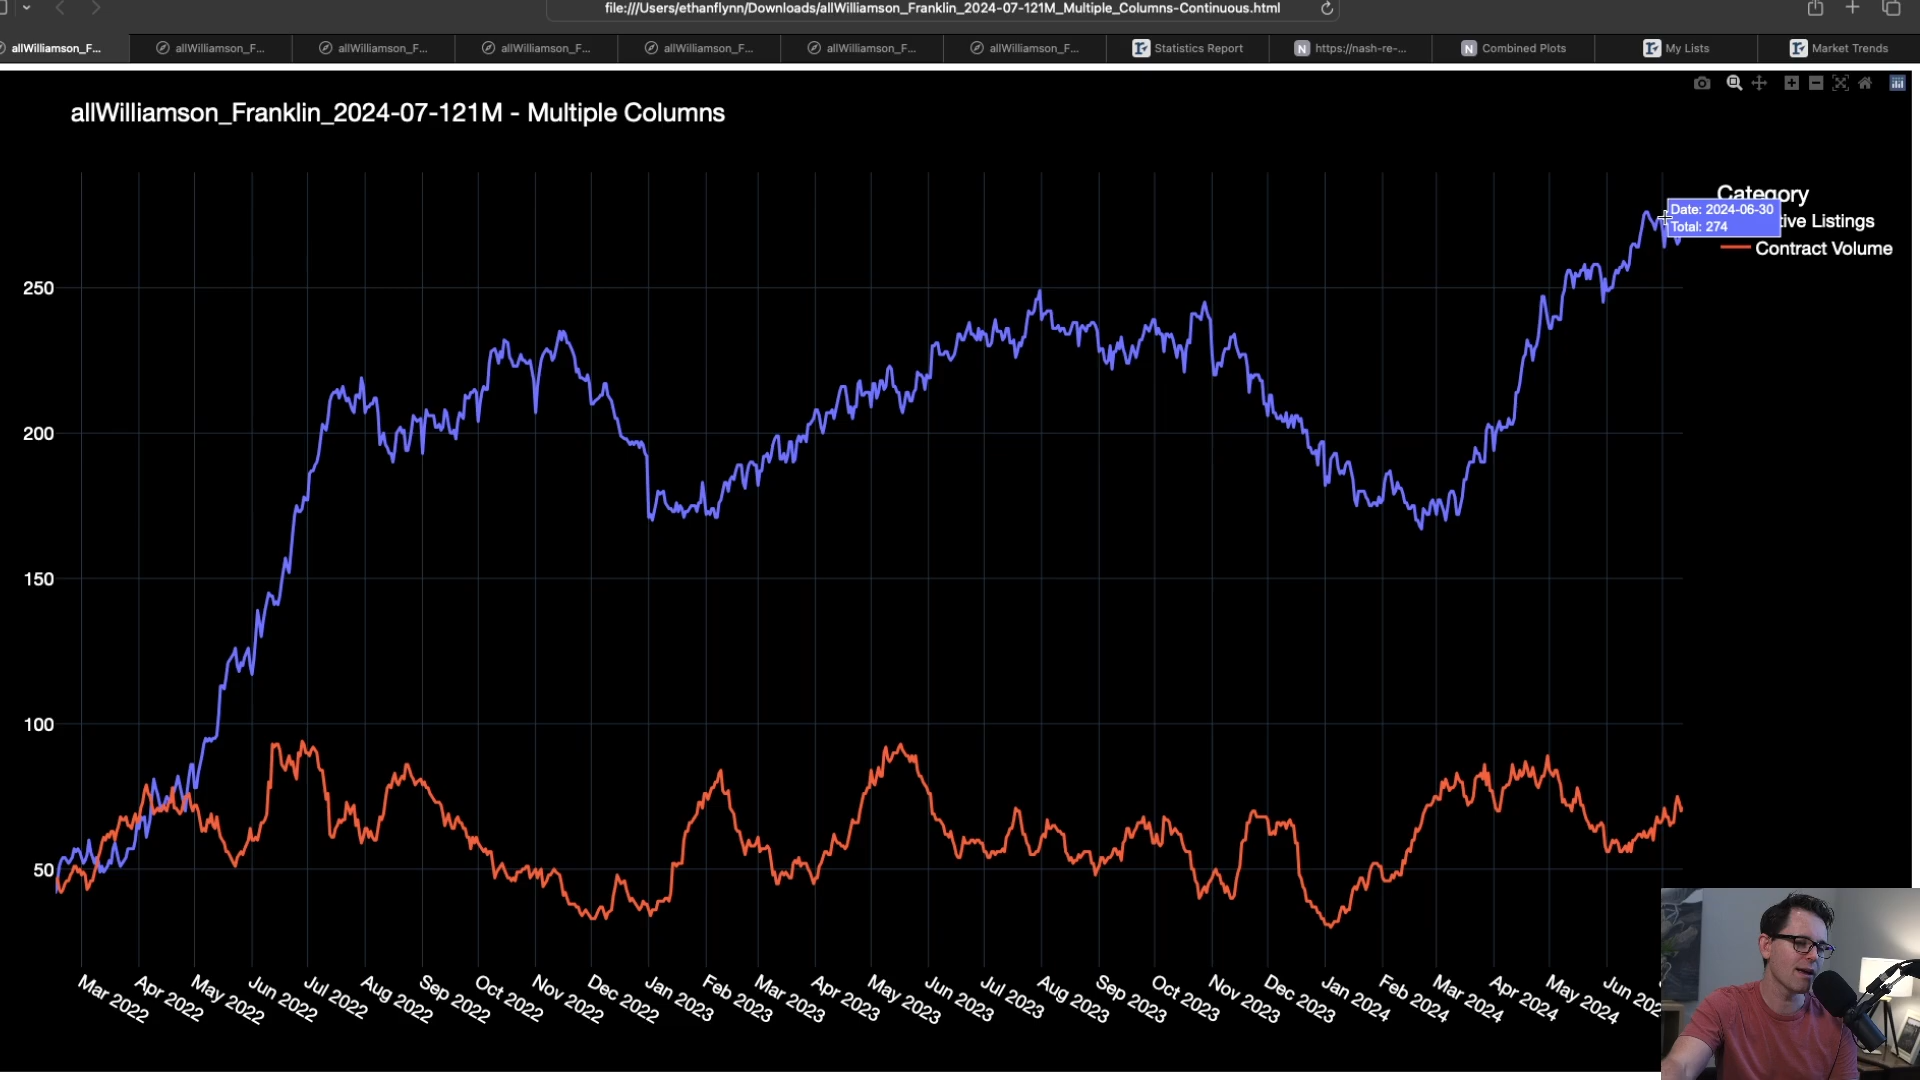 file:///Users/ethanflynn/Downloads/allWilliamson_Franklin_2024-07-121M_Multiple_Columns-Continuous.html
allWilliamson_F...
allWilliamson_F...
allWilliamson_F...
allWilliamson_F...
allWilliamson_F...
allWilliamson_F...
allWilliamson_F...
Statistics Report
https://nash-re-...
Combined Plots
My Lists
Market Trends
allWilliamson_Franklin_2024-07-121M - Multiple Columns
Category
Date: 2024-06-30
Total: 274
tive Listings
Contract Volume
250
200
150
100
50
Mar 2022
Apr 2022
May 2022
Jun 2022
Jul 2022
Aug 2022
Sep 2022
Oct 2022
Nov 2022
Dec 2022
Jan 2023
Feb 2023
Mar 2023
Apr 2023
May 2023
Jun 2023
Jul 2023
Aug 2023
Sep 2023
Oct 2023
Nov 2023
Dec 2023
Jan 2024
Feb 2024
Mar 2024
Apr 2024
May 2024
Jun 202